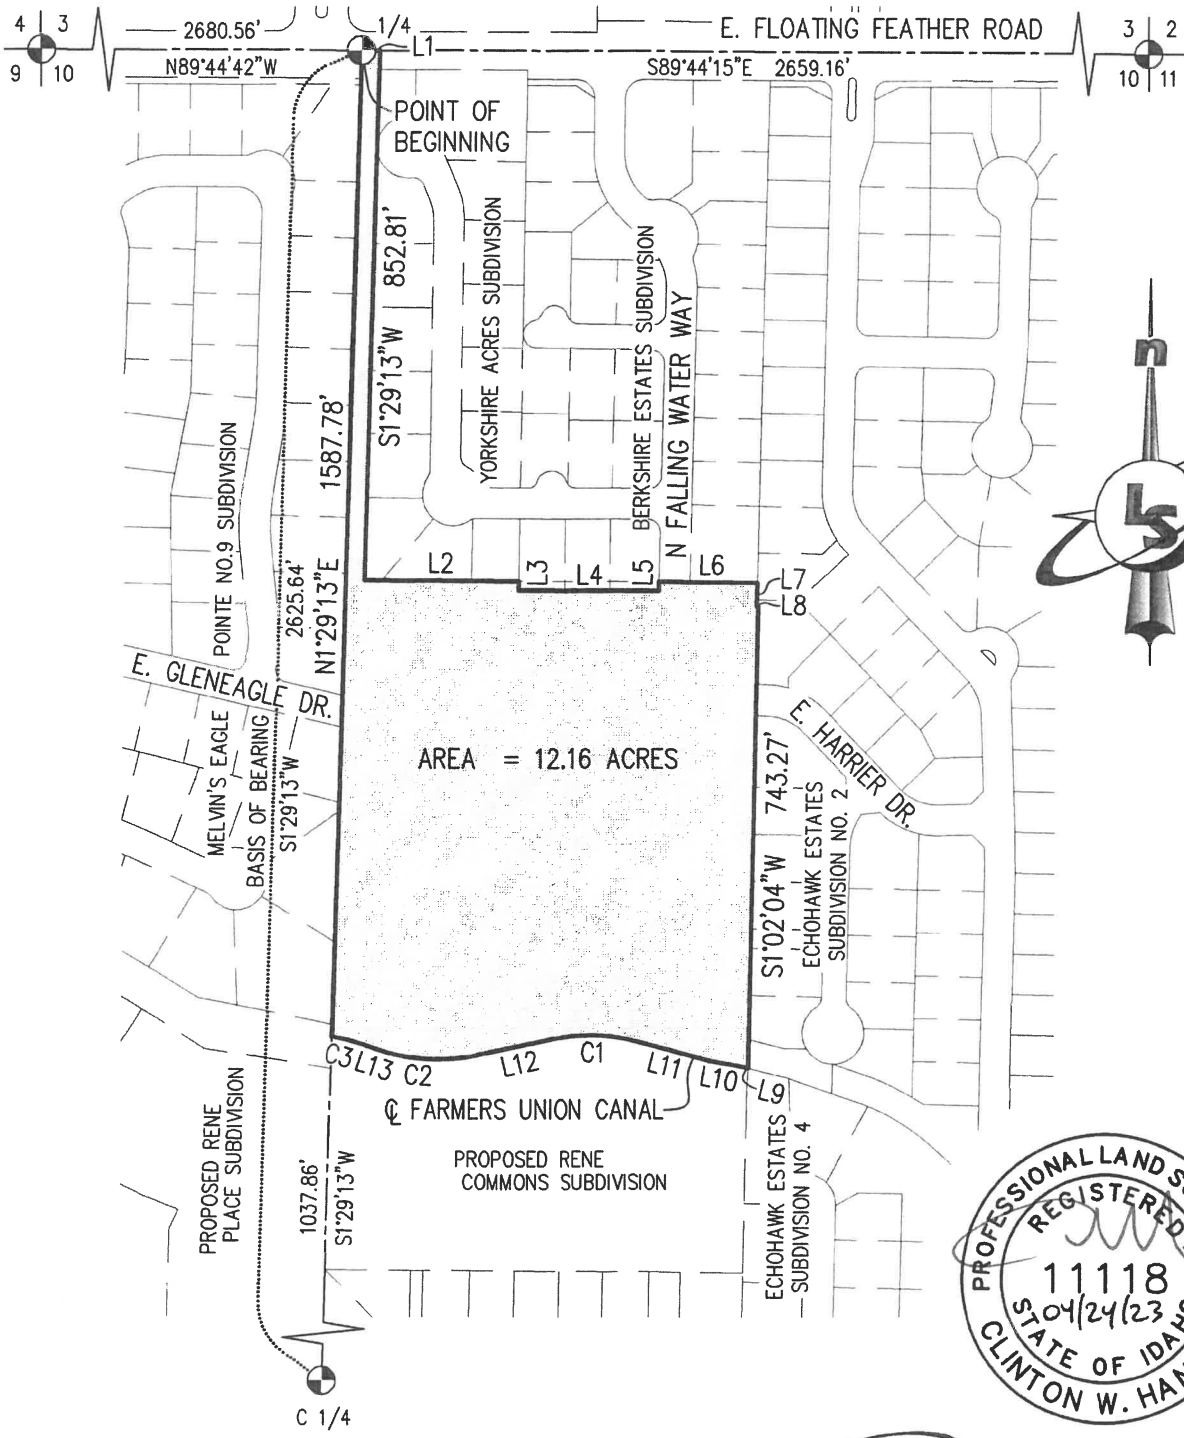 4 3
9 10
2680.56'
N89°44'42"W
1/4
L1
E. FLOATING FEATHER ROAD
S89°44'15"E 2659.16'
3 2
10 11
POINT OF
BEGINNING
852.81'
S1°29'13"W
YORKSHIRE ACRES SUBDIVISION
BERKSHIRE ESTATES SUBDIVISION
N FALLING WATER WAY
n
LS
1587.78'
N1°29'13"E
2625.64'
POINTE NO.9 SUBDIVISION
L2
L3
L4
L5
L6
L7
L8
E. GLENEAGLE DR.
MELVIN'S EAGLE
BASIS OF BEARING
S1°29'13"W
AREA = 12.16 ACRES
E. HARRIER DR.
743.27'
S1°02'04"W
ECHOHAWK ESTATES
SUBDIVISION NO. 2
C3
L13
C2
L12
C1
L11
L10
L9
℄ FARMERS UNION CANAL
PROPOSED RENE
COMMONS SUBDIVISION
PROPOSED RENE
PLACE SUBDIVISION
1037.86'
S1°29'13"W
ECHOHAWK ESTATES
SUBDIVISION NO. 4
C 1/4
PROFESSIONAL LAND S
REGISTERED
11118
04/24/23
STATE OF IDAH
CLINTON W. HAN